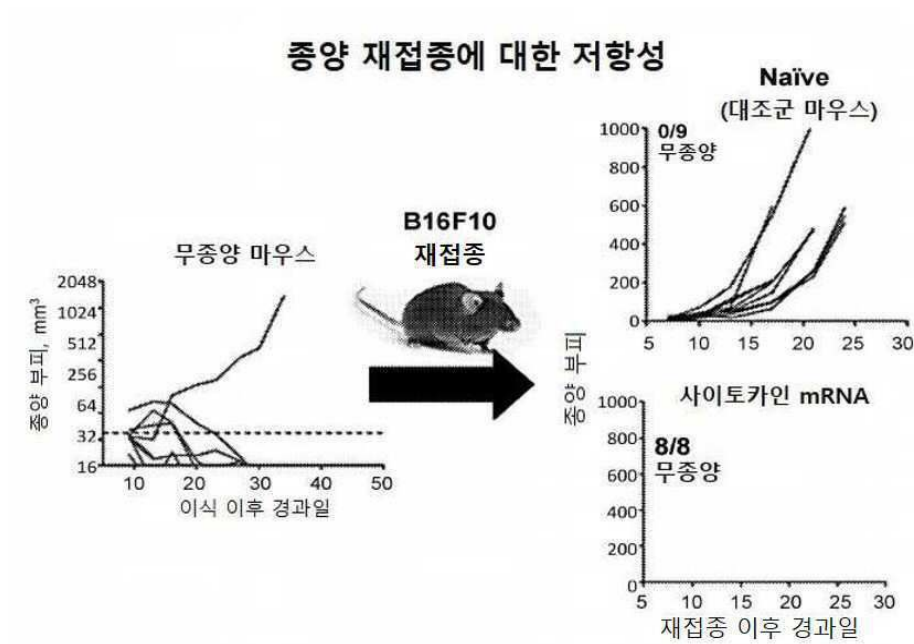 종양 재접종에 대한 저항성
무종양 마우스
종양 부피, mm³
2048
1024
512
256
64
32
16
10
20
30
40
50
이식 이후 경과일
B16F10
재접종
Naïve
(대조군 마우스)
종양 부피
0/9
무종양
1000
800
600
400
200
0
5
10
15
20
25
30
사이토카인 mRNA
8/8
무종양
1000
800
600
400
200
0
5
10
15
20
25
30
재접종 이후 경과일